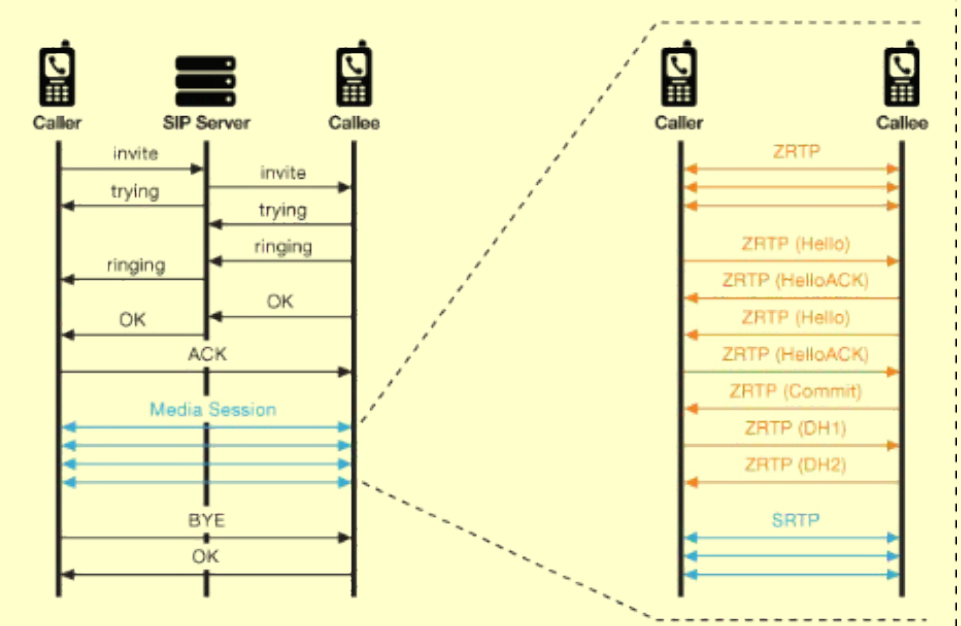 Caller
SIP Server
Callee
invite
invite
trying
trying
ringing
ringing
OK
OK
ACK
Media Session
BYE
OK
Caller
Callee
ZRTP
ZRTP (Hello)
ZRTP (HelloACK)
ZRTP (Hello)
ZRTP (HelloACK)
ZRTP (Commit)
ZRTP (DH1)
ZRTP (DH2)
SRTP